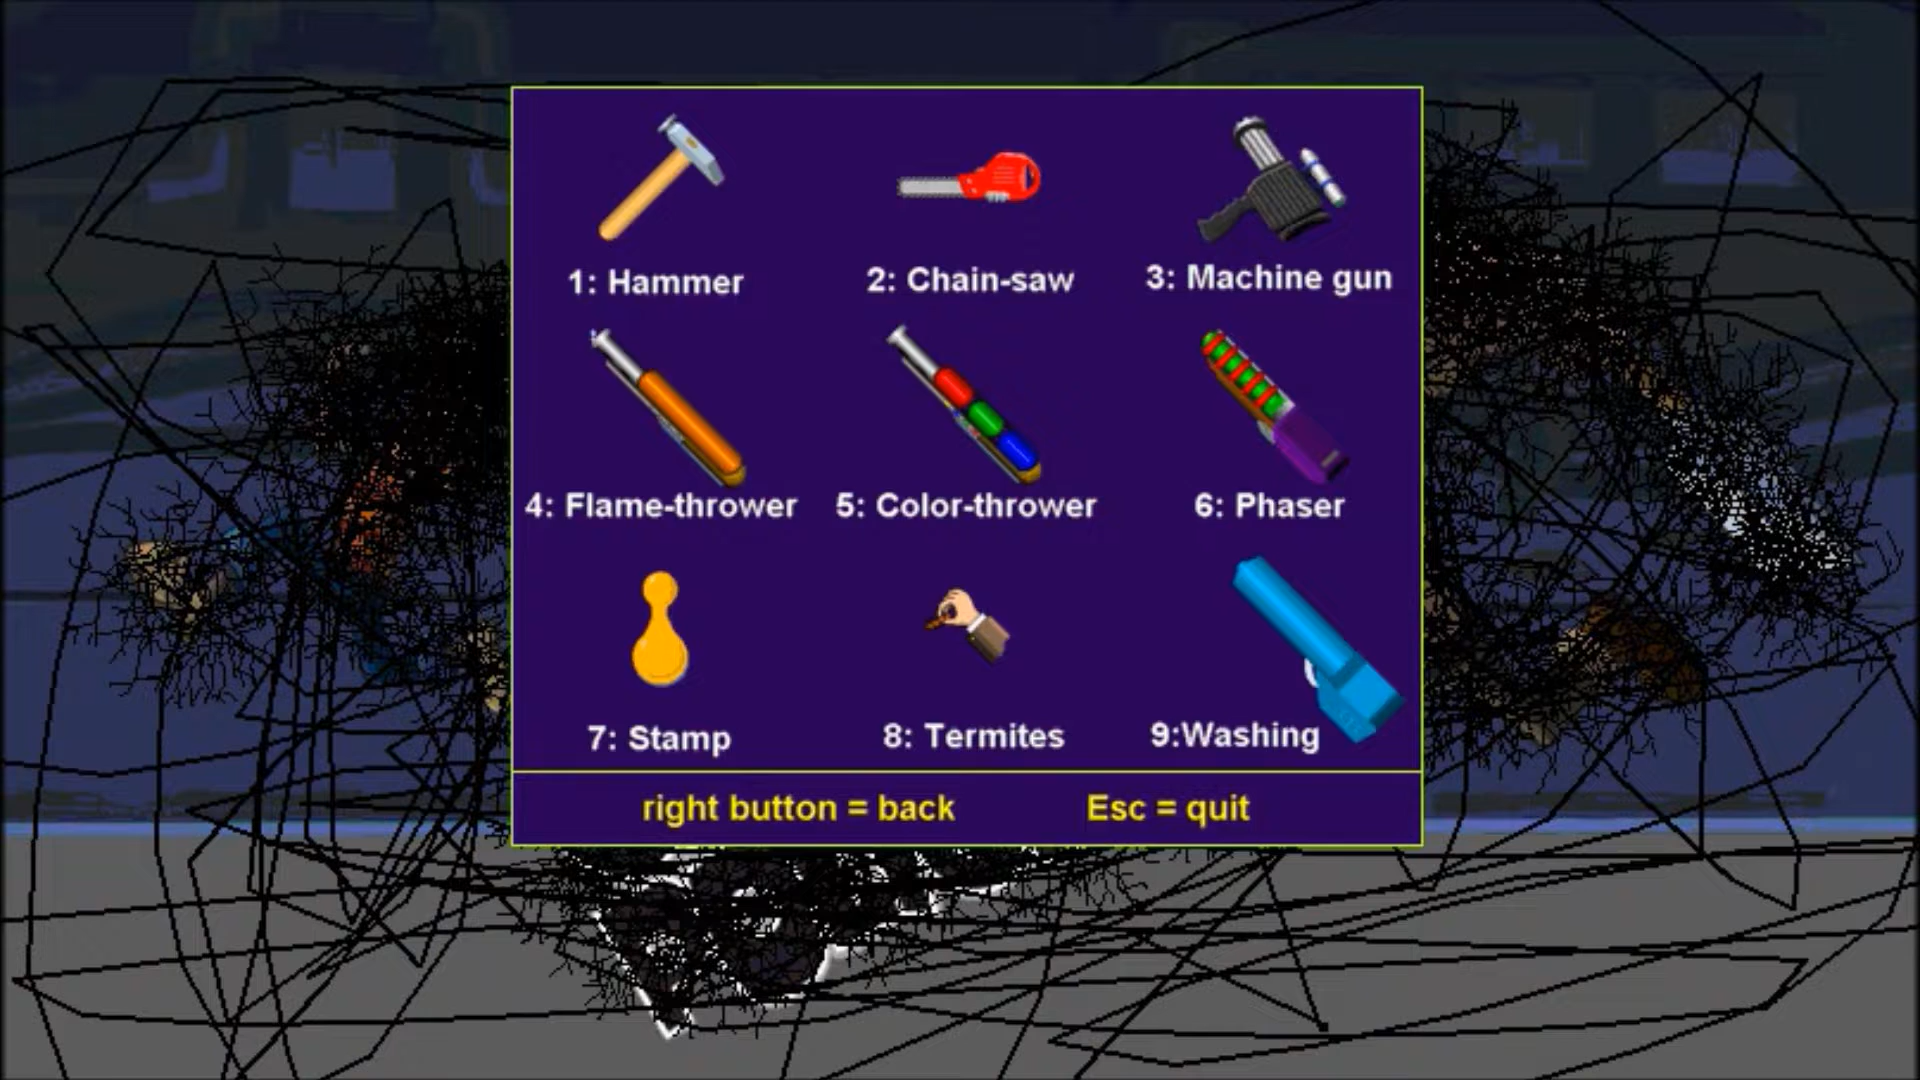 1: Hammer
2: Chain-saw
3: Machine gun
4: Flame-thrower
5: Color-thrower
6: Phaser
7: Stamp
8: Termites
9:Washing
right button = back
Esc = quit